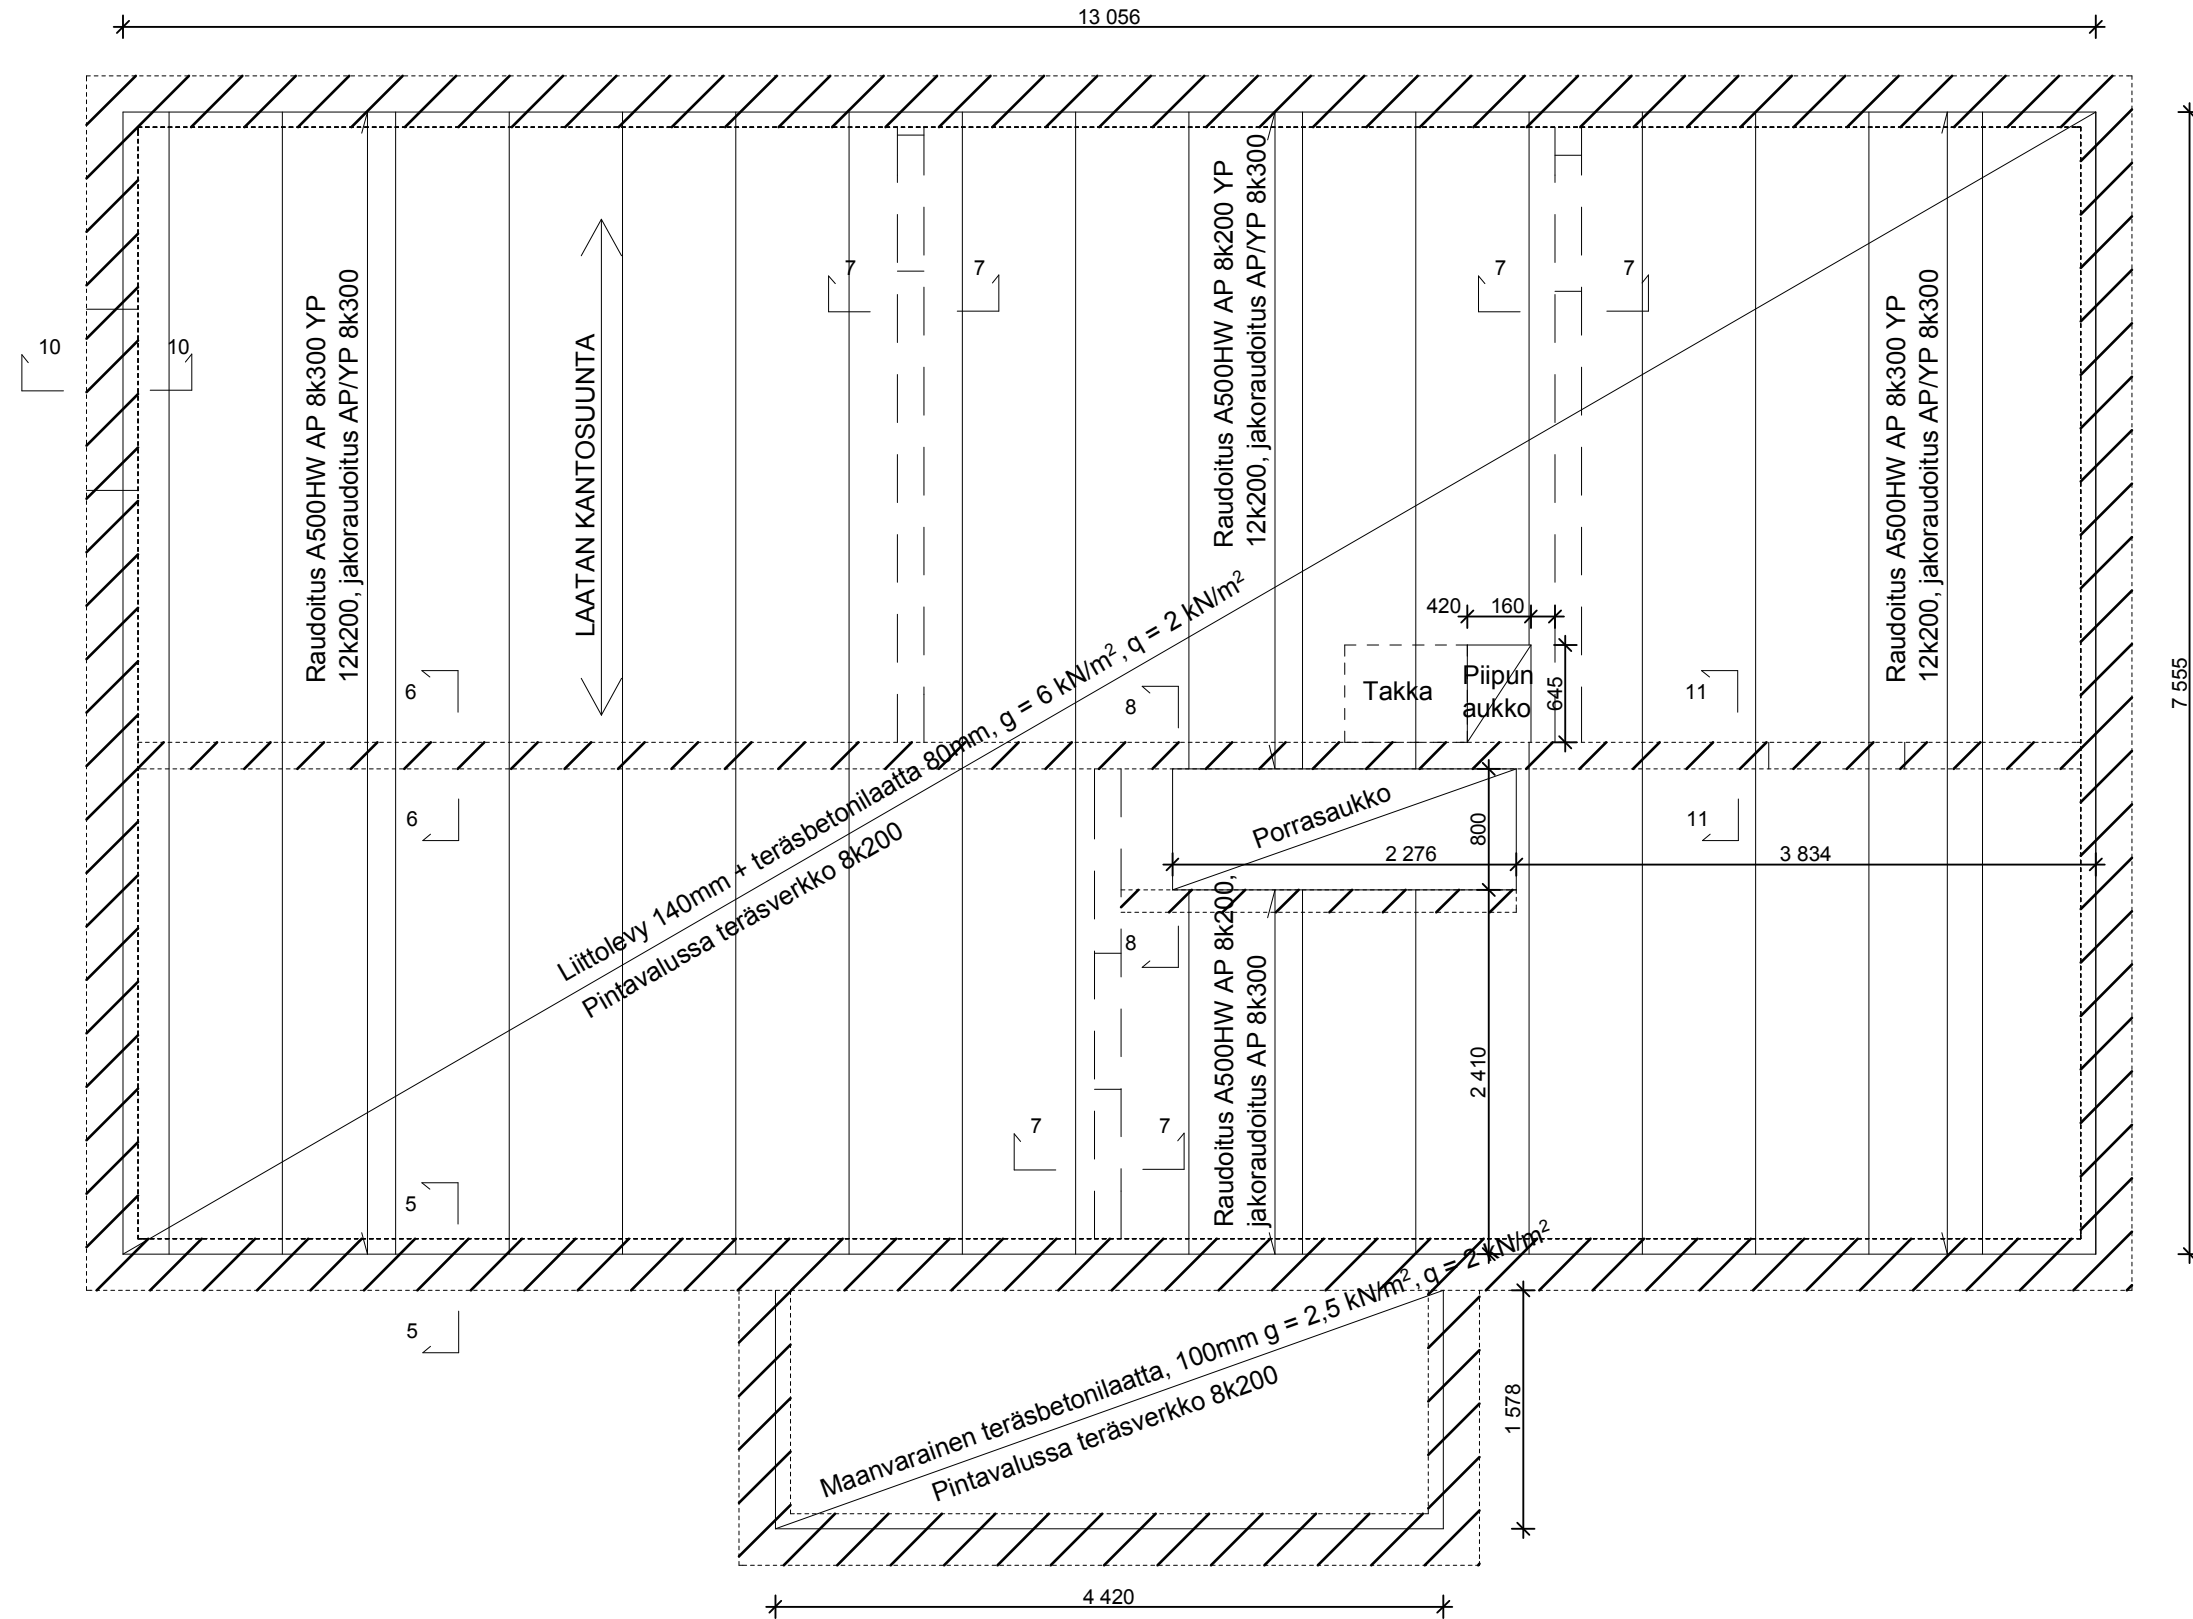 13 056
7 555
Raudoitus A500HW AP 8k300 YP
12k200, jakoraudoitus AP/YP 8k300
LAATAN KANTOSUUNTA
Raudoitus A500HW AP 8k200 YP
12k200, jakoraudoitus AP/YP 8k300
Raudoitus A500HW AP 8k300 YP
12k200, jakoraudoitus AP/YP 8k300
7
7
7
7
10
10
420
160
645
Takka
Piipun
aukko
6
8
11
6
11
Liittolevy 140mm + teräsbetonilaatta 80mm, g = 6 kN/m², q = 2 kN/m²
Pintavalussa teräsverkko 8k200
Porrasaukko
800
2 276
3 834
8
Raudoitus A500HW AP 8k200,
jakoraudoitus AP 8k300
2 410
7
7
5
5
Maanvarainen teräsbetonilaatta, 100mm g = 2,5 kN/m², q = 2 kN/m²
Pintavalussa teräsverkko 8k200
1 578
4 420